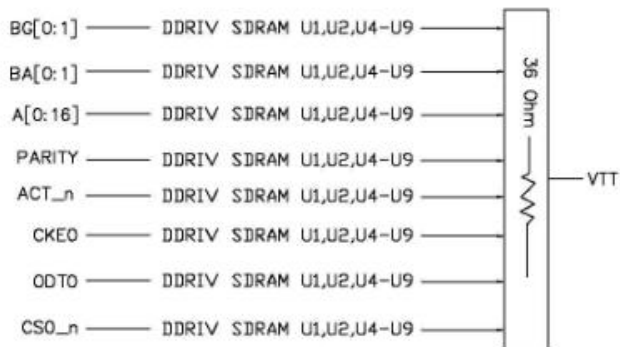 BG[0:1] DDRIV SDRAM U1,U2,U4-U9
BA[0:1] DDRIV SDRAM U1,U2,U4-U9
A[0:16] DDRIV SDRAM U1,U2,U4-U9
PARITY DDRIV SDRAM U1,U2,U4-U9
ACT_n DDRIV SDRAM U1,U2,U4-U9
CKE0 DDRIV SDRAM U1,U2,U4-U9
ODT0 DDRIV SDRAM U1,U2,U4-U9
CS0_n DDRIV SDRAM U1,U2,U4-U9
36 Ohm
VTT